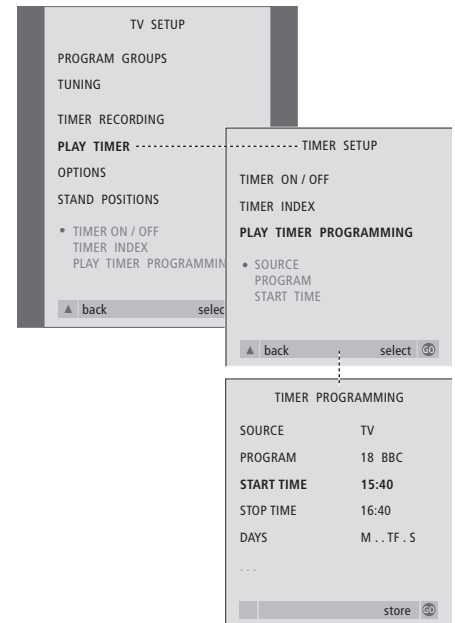 TV SETUP
PROGRAM GROUPS
TUNING
TIMER RECORDING
PLAY TIMER
OPTIONS
STAND POSITIONS
• TIMER ON / OFF
TIMER INDEX
PLAY TIMER PROGRAMMIN
▲ back selec
TIMER SETUP
TIMER ON / OFF
TIMER INDEX
PLAY TIMER PROGRAMMING
• SOURCE
PROGRAM
START TIME
▲ back select GO
TIMER PROGRAMMING
SOURCE TV
PROGRAM 18 BBC
START TIME 15:40
STOP TIME 16:40
DAYS M . . TF . S
. . .
store GO